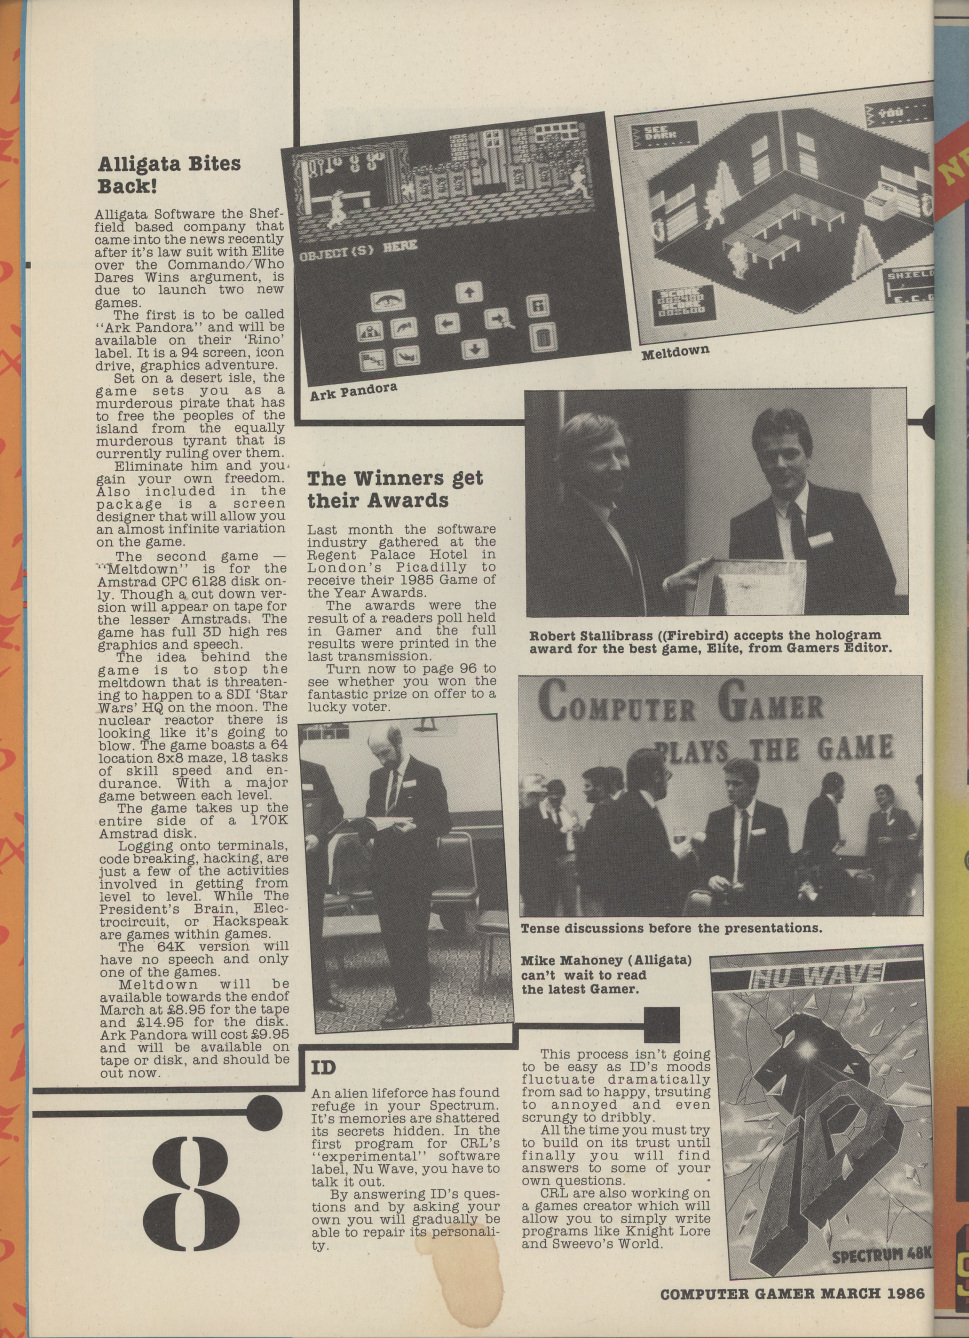 Alligata Bites
Back!
Alligata Software the Shef-
field based company that
came into the news recently
after it's law suit with Elite
over the Commando/Who
Dares Wins argument, is
due to launch two new
games.
The first is to be called
"Ark Pandora" and will be
available on their 'Rino'
label. It is a 94 screen, icon
drive, graphics adventure.
Set on a desert isle, the
game sets you as a
murderous pirate that has
to free the peoples of the
island from the equally
murderous tyrant that is
currently ruling over them.
Eliminate him and you
gain your own freedom.
Also included in the
package is a screen
designer that will allow you
an almost infinite variation
on the game.
The second game —
"Meltdown" is for the
Amstrad CPC 6128 disk on-
ly. Though a cut down ver-
sion will appear on tape for
the lesser Amstrads. The
game has full 3D high res
graphics and speech.
The idea behind the
game is to stop the
meltdown that is threaten-
ing to happen to a SDI 'Star
Wars' HQ on the moon. The
nuclear reactor there is
looking like it's going to
blow. The game boasts a 64
location 8x8 maze, 18 tasks
of skill speed and en-
durance. With a major
game between each level.
The game takes up the
entire side of a 170K
Amstrad disk.
Logging onto terminals,
code breaking, hacking, are
just a few of the activities
involved in getting from
level to level. While The
President's Brain, Elec-
trocircuit, or Hackspeak
are games within games.
The 64K version will
have no speech and only
one of the games.
Meltdown will be
available towards the endof
March at £8.95 for the tape
and £14.95 for the disk.
Ark Pandora will cost £9.95
and will be available on
tape or disk, and should be
out now.
OBJECT(S) HERE
Ark Pandora
SEE
DARK
YOU
SCORE
SHIELD
Meltdown
The Winners get
their Awards
Last month the software
industry gathered at the
Regent Palace Hotel in
London's Picadilly to
receive their 1985 Game of
the Year Awards.
The awards were the
result of a readers poll held
in Gamer and the full
results were printed in the
last transmission.
Turn now to page 96 to
see whether you won the
fantastic prize on offer to a
lucky voter.
Robert Stallibrass ((Firebird) accepts the hologram
award for the best game, Elite, from Gamers Editor.
COMPUTER GAMER
PLAYS THE GAME
Tense discussions before the presentations.
Mike Mahoney (Alligata)
can't wait to read
the latest Gamer.
ID
An alien lifeforce has found
refuge in your Spectrum.
It's memories are shattered
its secrets hidden. In the
first program for CRL's
"experimental" software
label, Nu Wave, you have to
talk it out.
By answering ID's ques-
tions and by asking your
own you will gradually be
able to repair its personali-
ty.
This process isn't going
to be easy as ID's moods
fluctuate dramatically
from sad to happy, trsuting
to annoyed and even
scrungy to dribbly.
All the time you must try
to build on its trust until
finally you will find
answers to some of your
own questions.
CRL are also working on
a games creator which will
allow you to simply write
programs like Knight Lore
and Sweevo's World.
NU WAVE
iD
SPECTRUM 48K
8
COMPUTER GAMER MARCH 1986